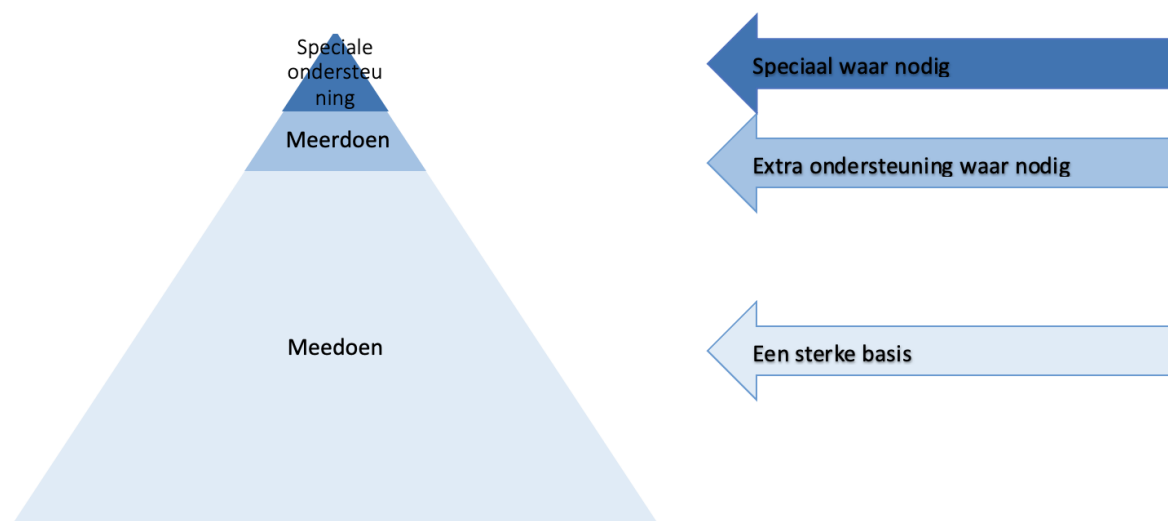 Speciale
ondersteu
ning
Speciaal waar nodig
Meerdoen
Extra ondersteuning waar nodig
Meedoen
Een sterke basis